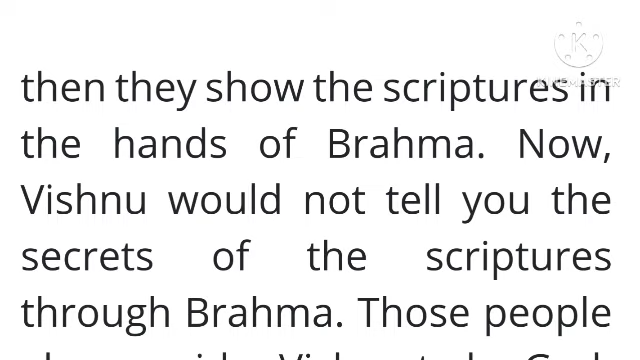 KINEMASTER
then they show the scriptures in
the hands of Brahma. Now,
Vishnu would not tell you the
secrets of the scriptures
through Brahma. Those people